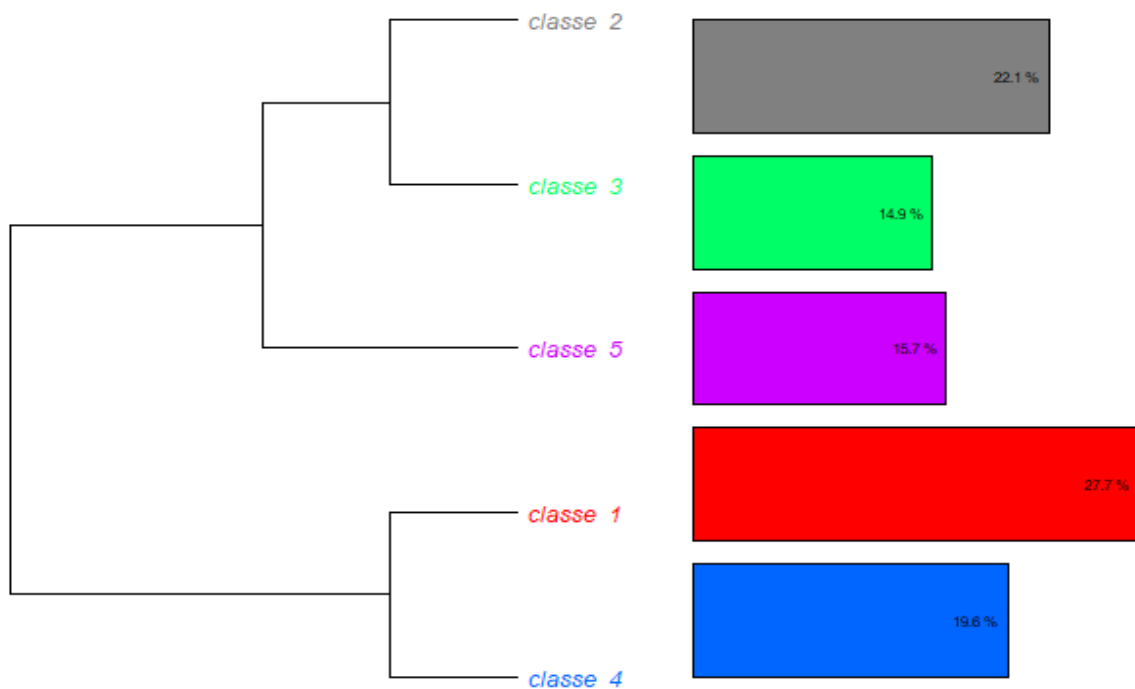 classe 2
22.1 %
classe 3
14.9 %
classe 5
15.7 %
classe 1
27.7 %
classe 4
19.6 %